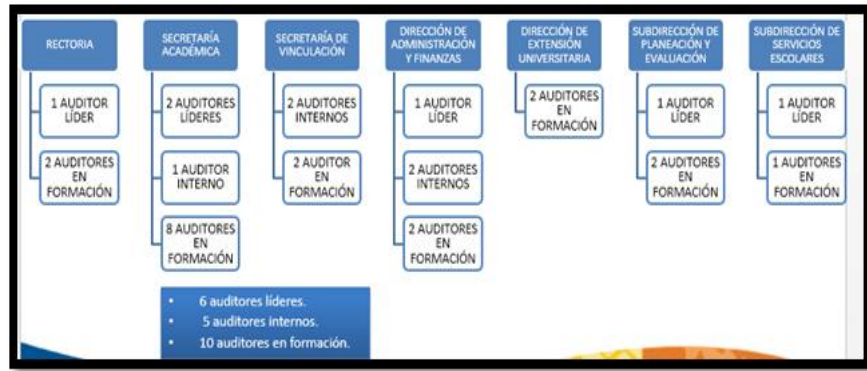 RECTORIA
1 AUDITOR
LÍDER
2 AUDITORES
EN
FORMACIÓN
SECRETARÍA
ACADÉMICA
2 AUDITORES
LÍDERES
1 AUDITOR
INTERNO
8 AUDITORES
EN
FORMACIÓN
SECRETARÍA DE
VINCULACIÓN
2 AUDITORES
INTERNOS
2 AUDITOR
EN
FORMACIÓN
DIRECCIÓN DE
ADMINISTRACIÓN
Y FINANZAS
1 AUDITOR
LÍDER
2 AUDITORES
INTERNOS
2 AUDITORES
EN
FORMACIÓN
DIRECCIÓN DE
EXTENSIÓN
UNIVERSITARIA
2 AUDITORES
EN
FORMACIÓN
SUBDIRECCIÓN DE
PLANEACIÓN Y
EVALUACIÓN
1 AUDITOR
LÍDER
2 AUDITORES
EN
FORMACIÓN
SUBDIRECCIÓN DE
SERVICIOS
ESCOLARES
1 AUDITOR
LÍDER
1 AUDITORES
EN
FORMACIÓN
• 6 auditores líderes.
• 5 auditores internos.
• 10 auditores en formación.